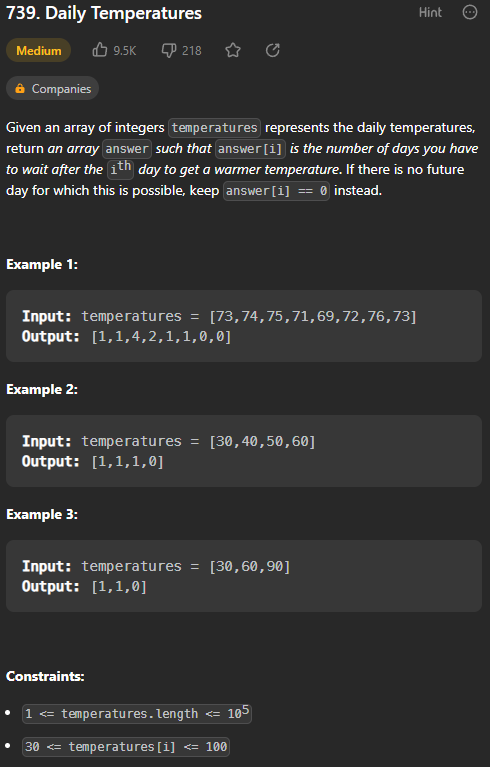 739. Daily Temperatures
Hint
Medium 9.5K 218
Companies
Given an array of integers temperatures represents the daily temperatures,
return an array answer such that answer[i] is the number of days you have
to wait after the ith day to get a warmer temperature. If there is no future
day for which this is possible, keep answer[i] == 0 instead.
Example 1:
Input: temperatures = [73,74,75,71,69,72,76,73]
Output: [1,1,4,2,1,1,0,0]
Example 2:
Input: temperatures = [30,40,50,60]
Output: [1,1,1,0]
Example 3:
Input: temperatures = [30,60,90]
Output: [1,1,0]
Constraints:
• 1 <= temperatures.length <= 10⁵
• 30 <= temperatures[i] <= 100